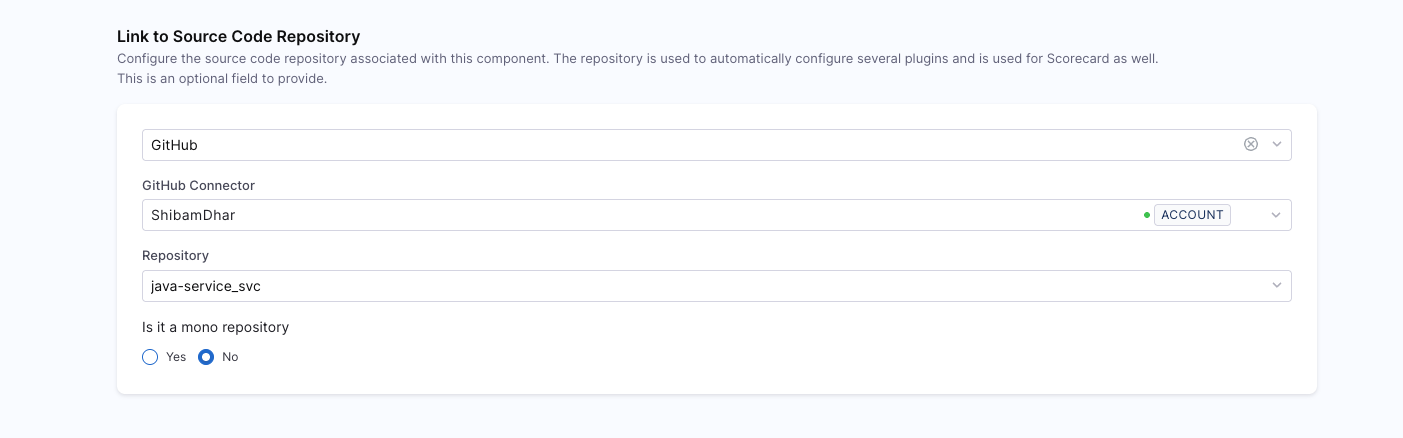 Link to Source Code Repository
Configure the source code repository associated with this component. The repository is used to automatically configure several plugins and is used for Scorecard as well.
This is an optional field to provide.
GitHub
GitHub Connector
ShibamDhar ACCOUNT
Repository
java-service_svc
Is it a mono repository
Yes No